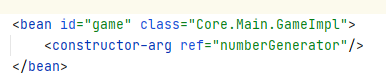 <bean id="game" class="Core.Main.GameImpl">
    <constructor-arg ref="numberGenerator"/>
</bean>